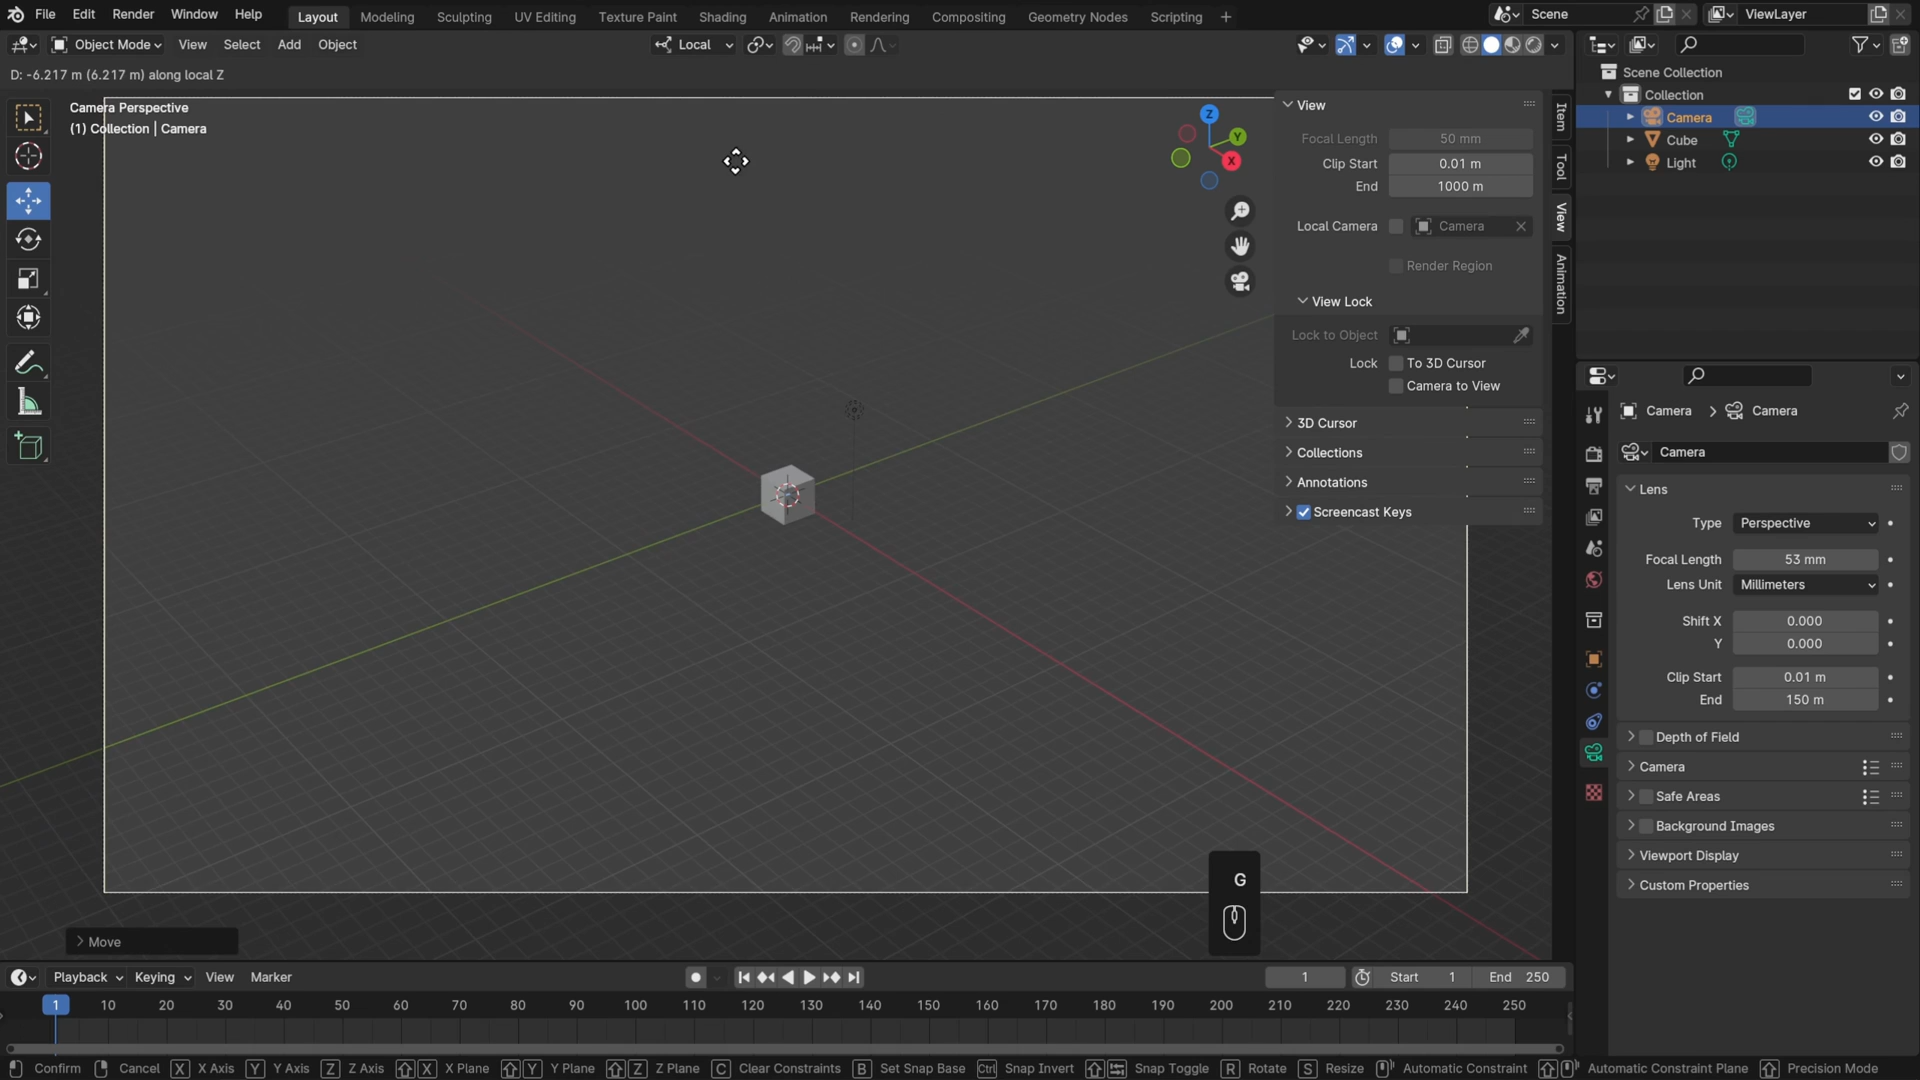 File Edit Render Window Help Layout Modeling Sculpting UV Editing Texture Paint Shading Animation Rendering Compositing Geometry Nodes Scripting + Scene ViewLayer
Object Mode View Select Add Object Local
D: -6.217 m (6.217 m) along local Z
Camera Perspective
(1) Collection | Camera
Z
Y
X
View
Focal Length 50 mm
Clip Start 0.01 m
End 1000 m
Local Camera Camera
Render Region
View Lock
Lock to Object
Lock To 3D Cursor
Camera to View
3D Cursor
Collections
Annotations
Screencast Keys
Item
Tool
View
Animation
Scene Collection
Collection
Camera
Cube
Light
Camera > Camera
Camera
Lens
Type Perspective
Focal Length 53 mm
Lens Unit Millimeters
Shift X 0.000
Y 0.000
Clip Start 0.01 m
End 150 m
Depth of Field
Camera
Safe Areas
Background Images
Viewport Display
Custom Properties
G
Move
Playback Keying View Marker 1 Start 1 End 250
1 10 20 30 40 50 60 70 80 90 100 110 120 130 140 150 160 170 180 190 200 210 220 230 240 250
Confirm Cancel X X Axis Y Y Axis Z Z Axis X X Plane Y Y Plane Z Z Plane C Clear Constraints B Set Snap Base Ctrl Snap Invert Snap Toggle R Rotate S Resize Automatic Constraint Automatic Constraint Plane Precision Mode